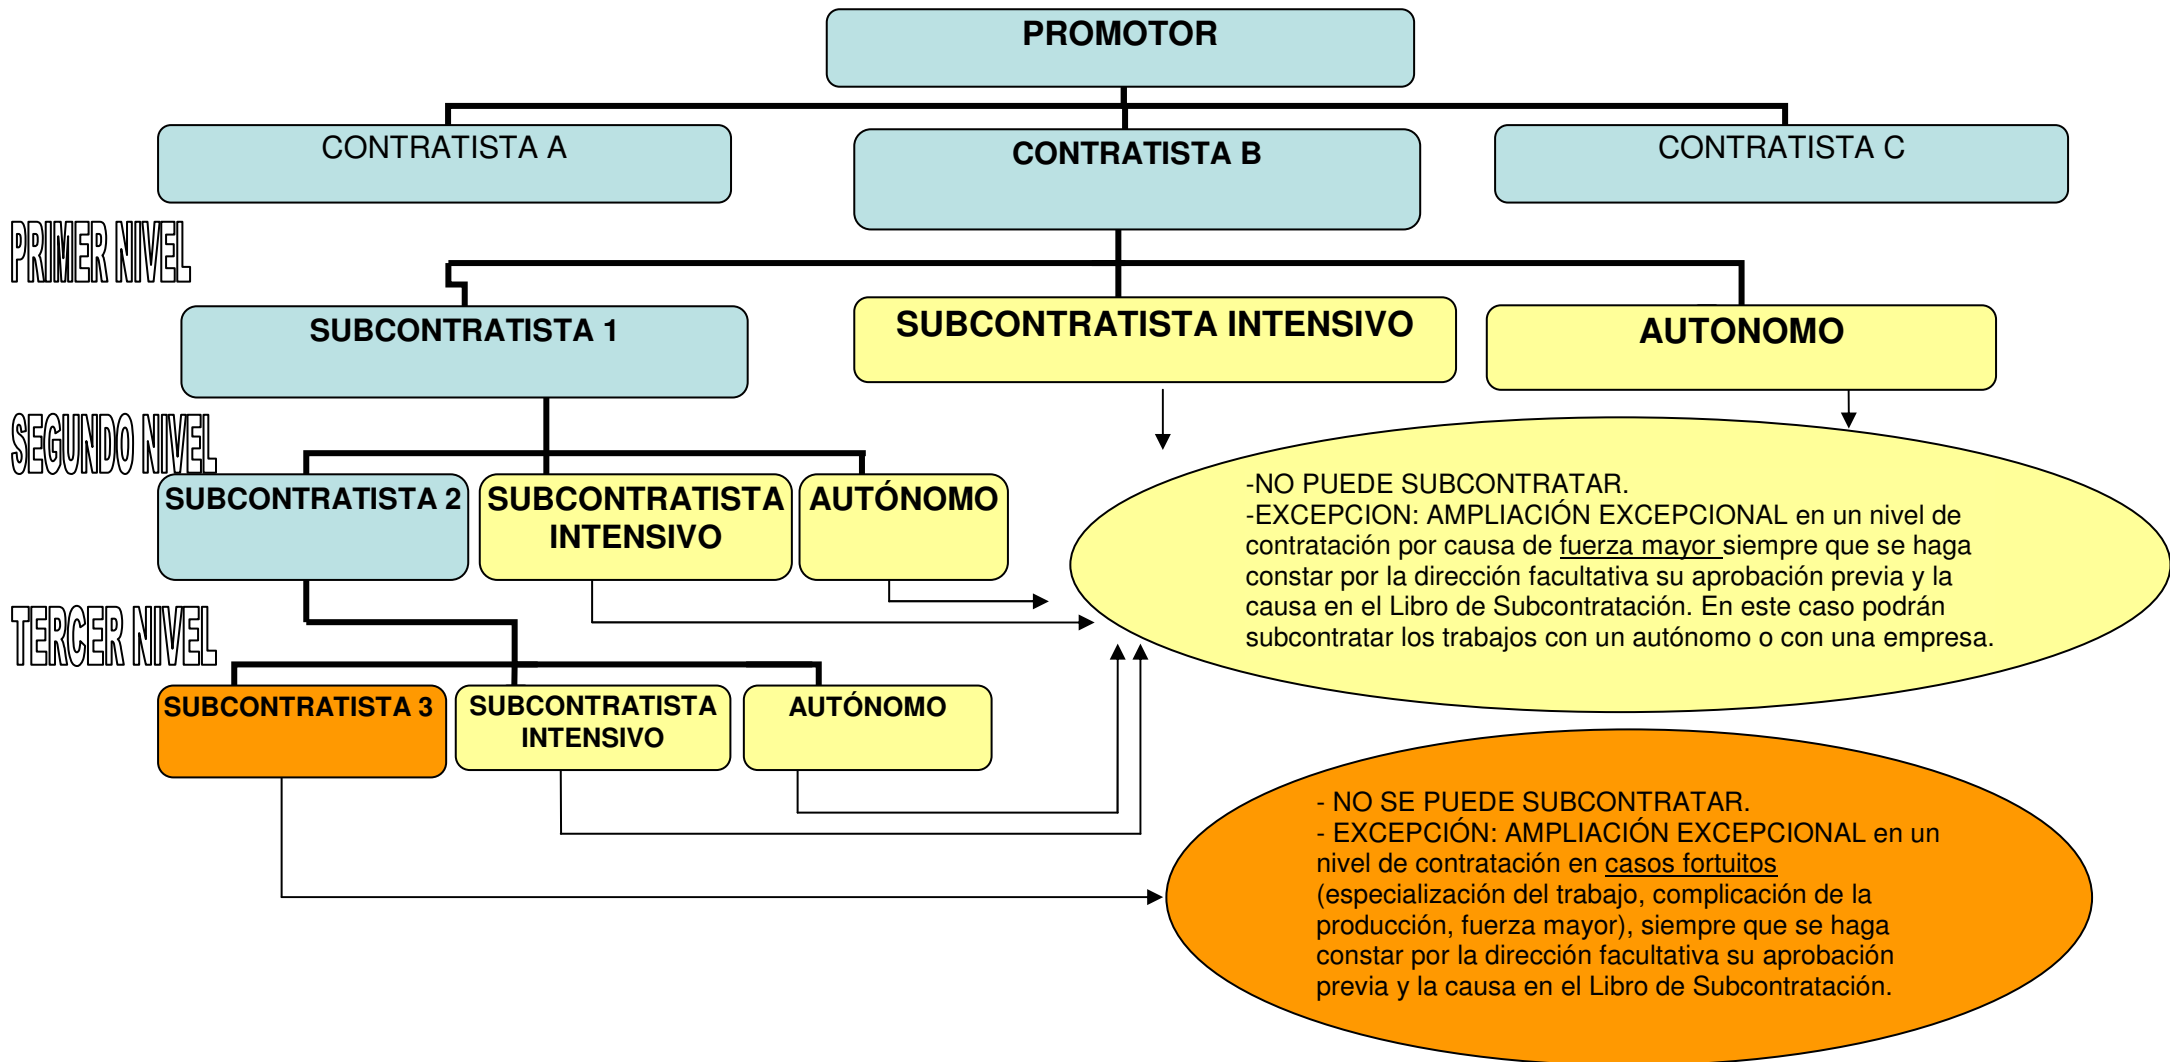 PROMOTOR
CONTRATISTA A
CONTRATISTA B
CONTRATISTA C
PRIMER NIVEL
SUBCONTRATISTA 1
SUBCONTRATISTA INTENSIVO
AUTONOMO
SEGUNDO NIVEL
SUBCONTRATISTA 2
SUBCONTRATISTA
INTENSIVO
AUTÓNOMO
-NO PUEDE SUBCONTRATAR.
-EXCEPCION: AMPLIACIÓN EXCEPCIONAL en un nivel de
contratación por causa de fuerza mayor siempre que se haga
constar por la dirección facultativa su aprobación previa y la
causa en el Libro de Subcontratación. En este caso podrán
subcontratar los trabajos con un autónomo o con una empresa.
TERCER NIVEL
SUBCONTRATISTA 3
SUBCONTRATISTA
INTENSIVO
AUTÓNOMO
- NO SE PUEDE SUBCONTRATAR.
- EXCEPCIÓN: AMPLIACIÓN EXCEPCIONAL en un
nivel de contratación en casos fortuitos
(especialización del trabajo, complicación de la
producción, fuerza mayor), siempre que se haga
constar por la dirección facultativa su aprobación
previa y la causa en el Libro de Subcontratación.